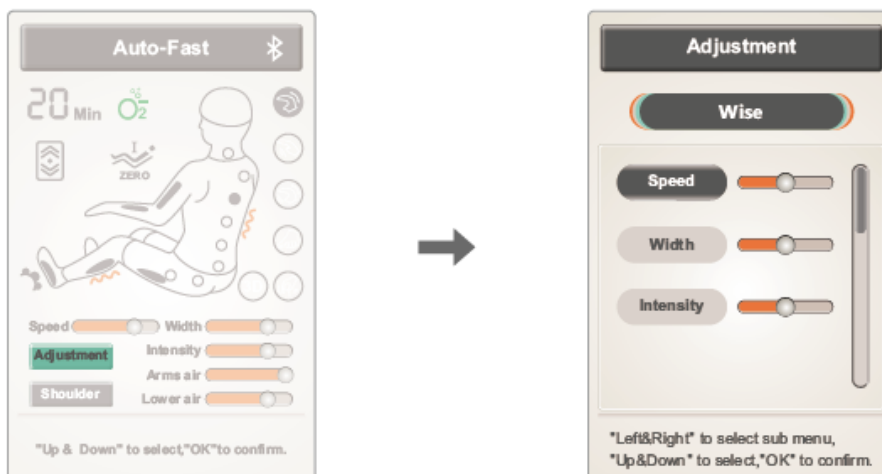 Auto-Fast
20 Min O2
I
ZERO
Speed Width
Adjustment
Intensity
Arms air
Shoulder
Lower air
"Up & Down" to select,"OK"to confirm.
Adjustment
Wise
Speed
Width
Intensity
"Left&Right" to select sub menu,
"Up&Down" to select,"OK" to confirm.